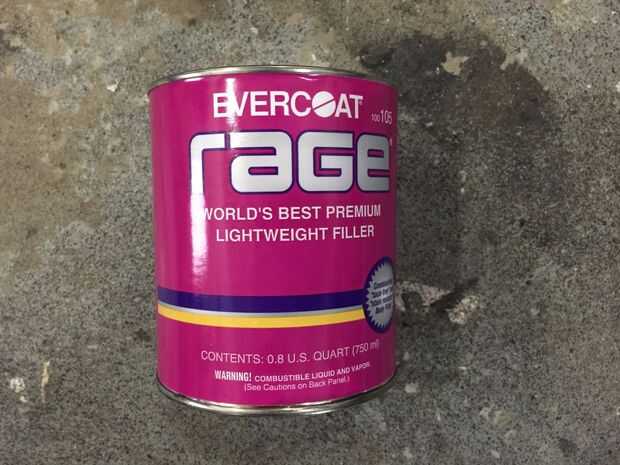 EVERCOAT
100105
rage
WORLD'S BEST PREMIUM
LIGHTWEIGHT FILLER
CONTENTS: 0.8 U.S. QUART (750 ml)
WARNING! COMBUSTIBLE LIQUID AND VAPOR.
(See Cautions on Back Panel.)